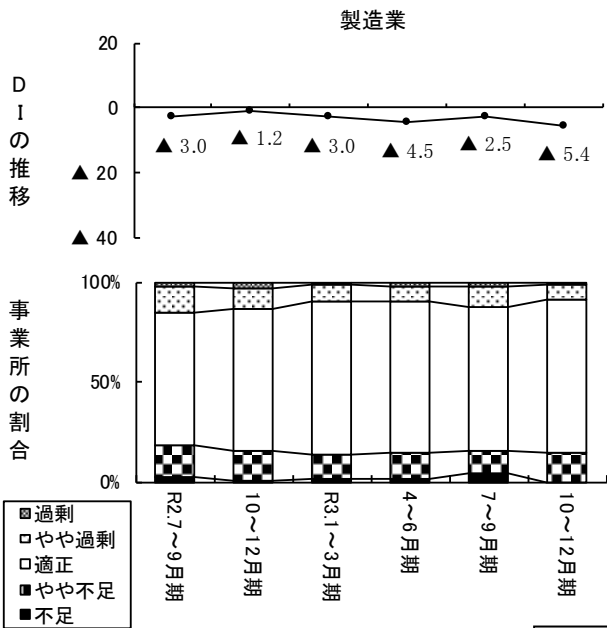 製造業
DIの推移
20
0
▲ 20
▲ 40
▲ 3.0
▲ 1.2
▲ 3.0
▲ 4.5
▲ 2.5
▲ 5.4
事業所の割合
100%
50%
0%
R2.7～9月期
10～12月期
R3.1～3月期
4～6月期
7～9月期
10～12月期
過剰
やや過剰
適正
やや不足
不足